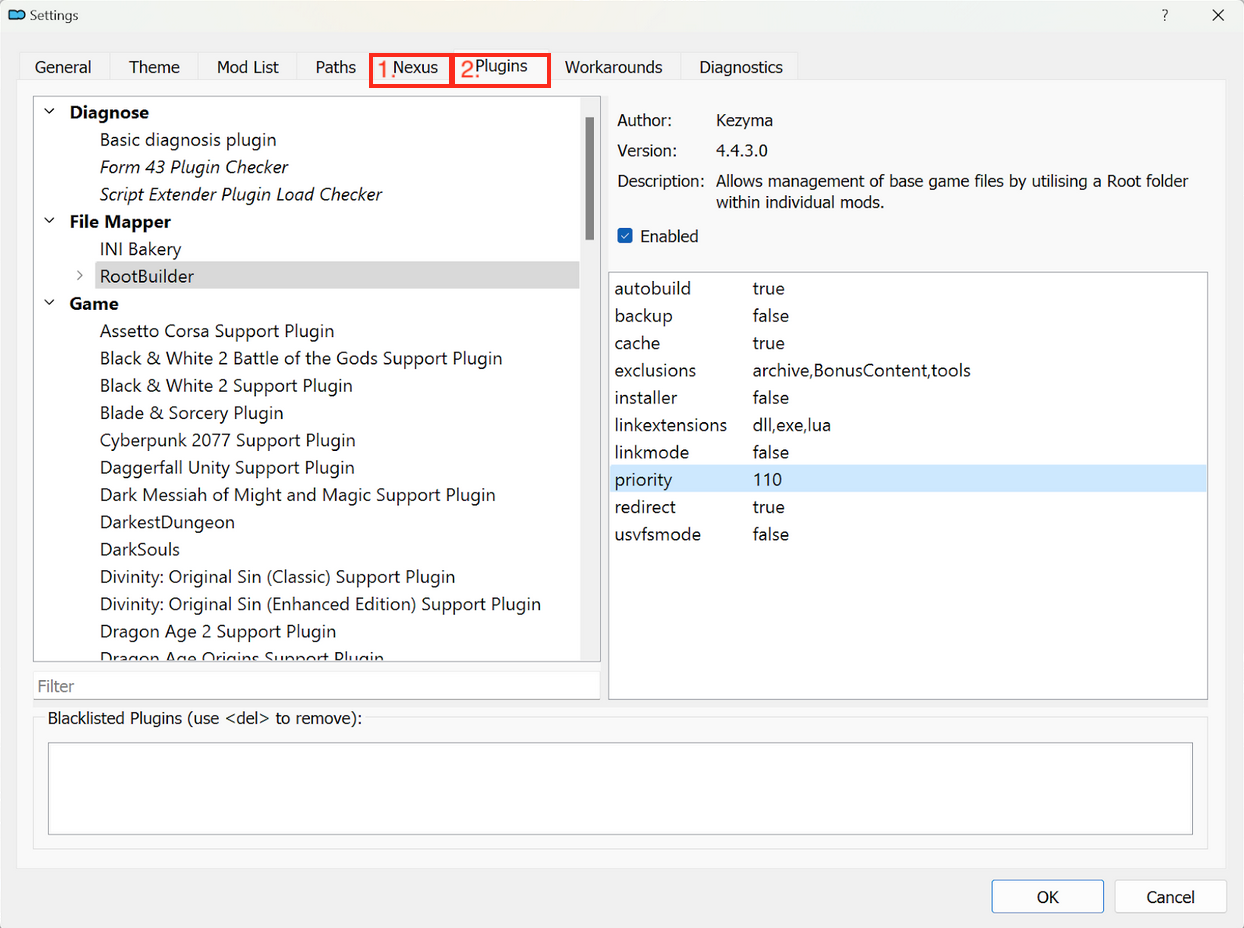 Settings
?
General Theme Mod List Paths 1. Nexus 2. Plugins Workarounds Diagnostics
Diagnose
Basic diagnosis plugin
Form 43 Plugin Checker
Script Extender Plugin Load Checker
File Mapper
INI Bakery
RootBuilder
Game
Assetto Corsa Support Plugin
Black & White 2 Battle of the Gods Support Plugin
Black & White 2 Support Plugin
Blade & Sorcery Plugin
Cyberpunk 2077 Support Plugin
Daggerfall Unity Support Plugin
Dark Messiah of Might and Magic Support Plugin
DarkestDungeon
DarkSouls
Divinity: Original Sin (Classic) Support Plugin
Divinity: Original Sin (Enhanced Edition) Support Plugin
Dragon Age 2 Support Plugin
Dragon Age Origins Support Plugin
Filter
Author: Kezyma
Version: 4.4.3.0
Description: Allows management of base game files by utilising a Root folder
within individual mods.
Enabled
autobuild true
backup false
cache true
exclusions archive,BonusContent,tools
installer false
linkextensions dll,exe,lua
linkmode false
priority 110
redirect true
usvfsmode false
Blacklisted Plugins (use <del> to remove):
OK Cancel